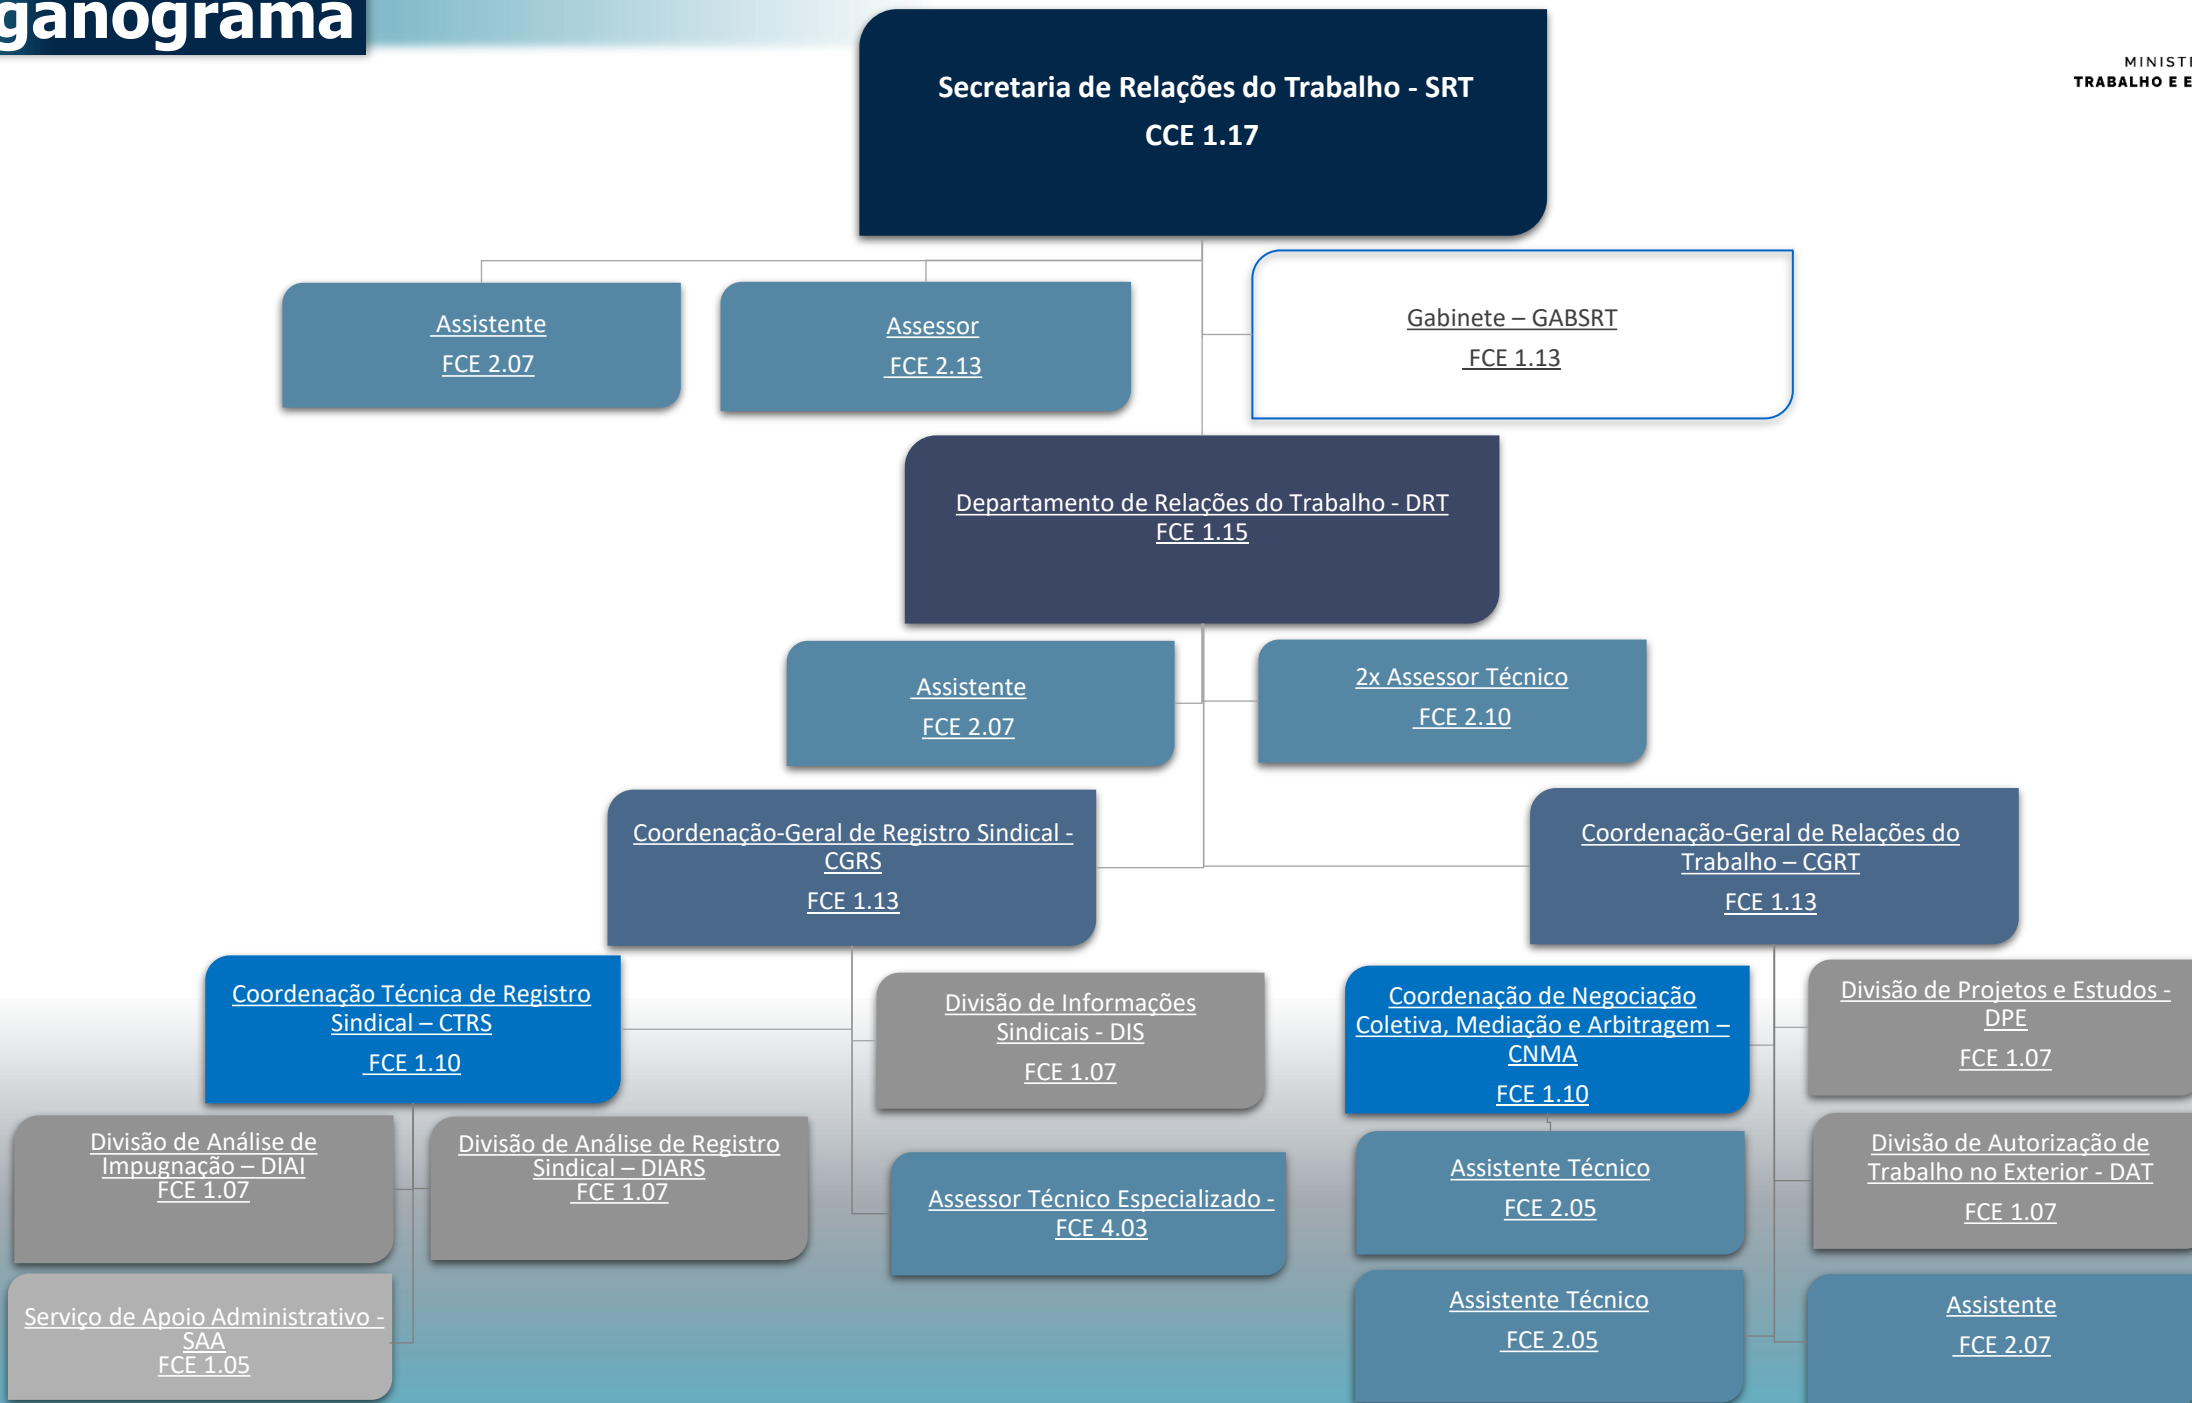 ganograma
MINISTÉ
TRABALHO E E
Secretaria de Relações do Trabalho - SRT
CCE 1.17
Assistente
FCE 2.07
Assessor
FCE 2.13
Gabinete – GABSRT
FCE 1.13
Departamento de Relações do Trabalho - DRT
FCE 1.15
Assistente
FCE 2.07
2x Assessor Técnico
FCE 2.10
Coordenação-Geral de Registro Sindical -
CGRS
FCE 1.13
Coordenação-Geral de Relações do
Trabalho – CGRT
FCE 1.13
Coordenação Técnica de Registro
Sindical – CTRS
FCE 1.10
Divisão de Informações
Sindicais - DIS
FCE 1.07
Coordenação de Negociação
Coletiva, Mediação e Arbitragem –
CNMA
FCE 1.10
Divisão de Projetos e Estudos -
DPE
FCE 1.07
Divisão de Análise de
Impugnação – DIAI
FCE 1.07
Divisão de Análise de Registro
Sindical – DIARS
FCE 1.07
Assessor Técnico Especializado -
FCE 4.03
Assistente Técnico
FCE 2.05
Divisão de Autorização de
Trabalho no Exterior - DAT
FCE 1.07
Serviço de Apoio Administrativo -
SAA
FCE 1.05
Assistente Técnico
FCE 2.05
Assistente
FCE 2.07